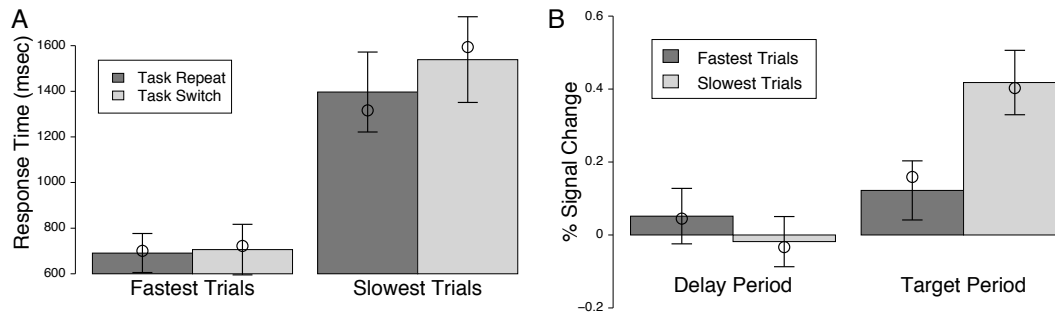 A
Response Time (msec)
1600
1400
1200
800
600
Task Repeat
Task Switch
Fastest Trials
Slowest Trials
B
% Signal Change
0.6
0.4
0.2
0
−0.2
Fastest Trials
Slowest Trials
Delay Period
Target Period